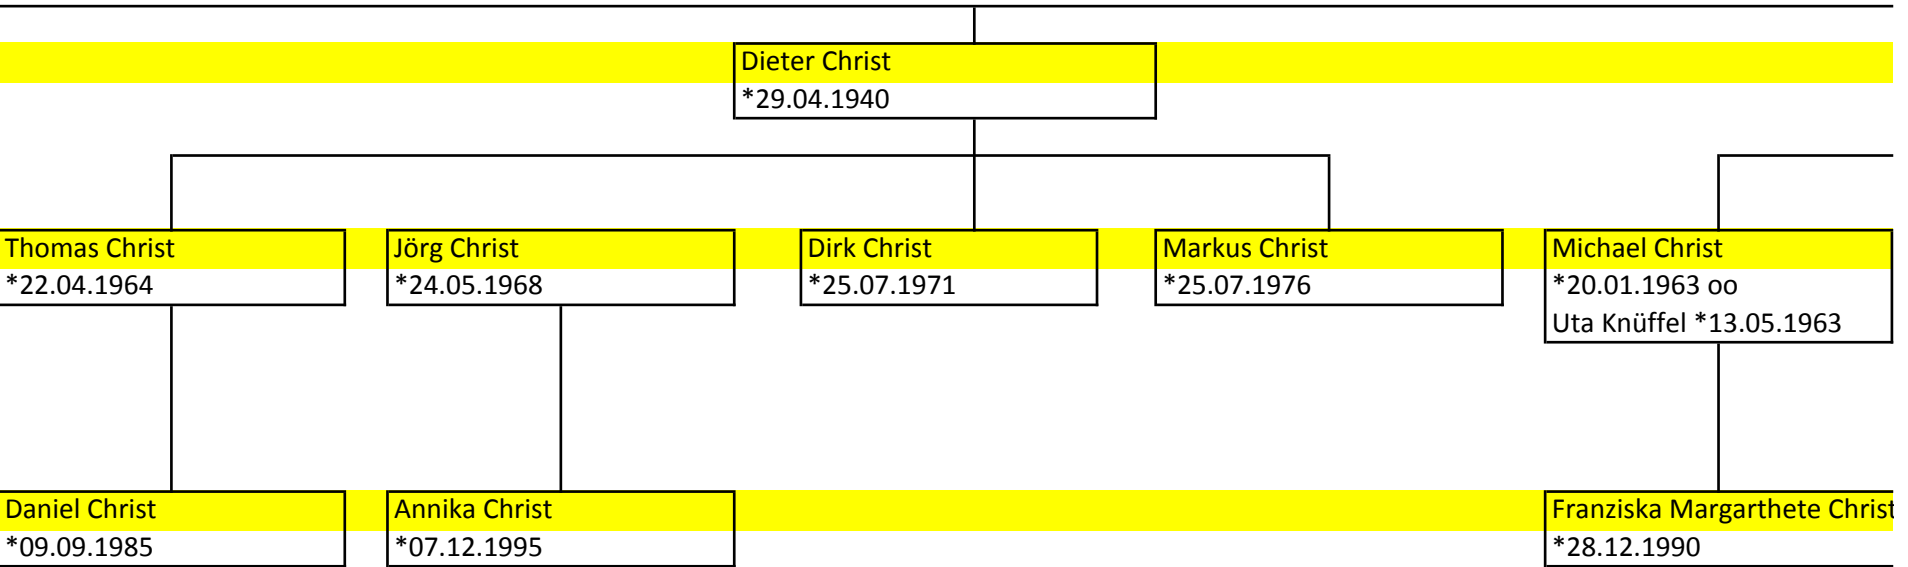 Dieter Christ
*29.04.1940
Thomas Christ
*22.04.1964
Jörg Christ
*24.05.1968
Dirk Christ
*25.07.1971
Markus Christ
*25.07.1976
Michael Christ
*20.01.1963 oo
Uta Knüffel *13.05.1963
Daniel Christ
*09.09.1985
Annika Christ
*07.12.1995
Franziska Margarthete Christ
*28.12.1990